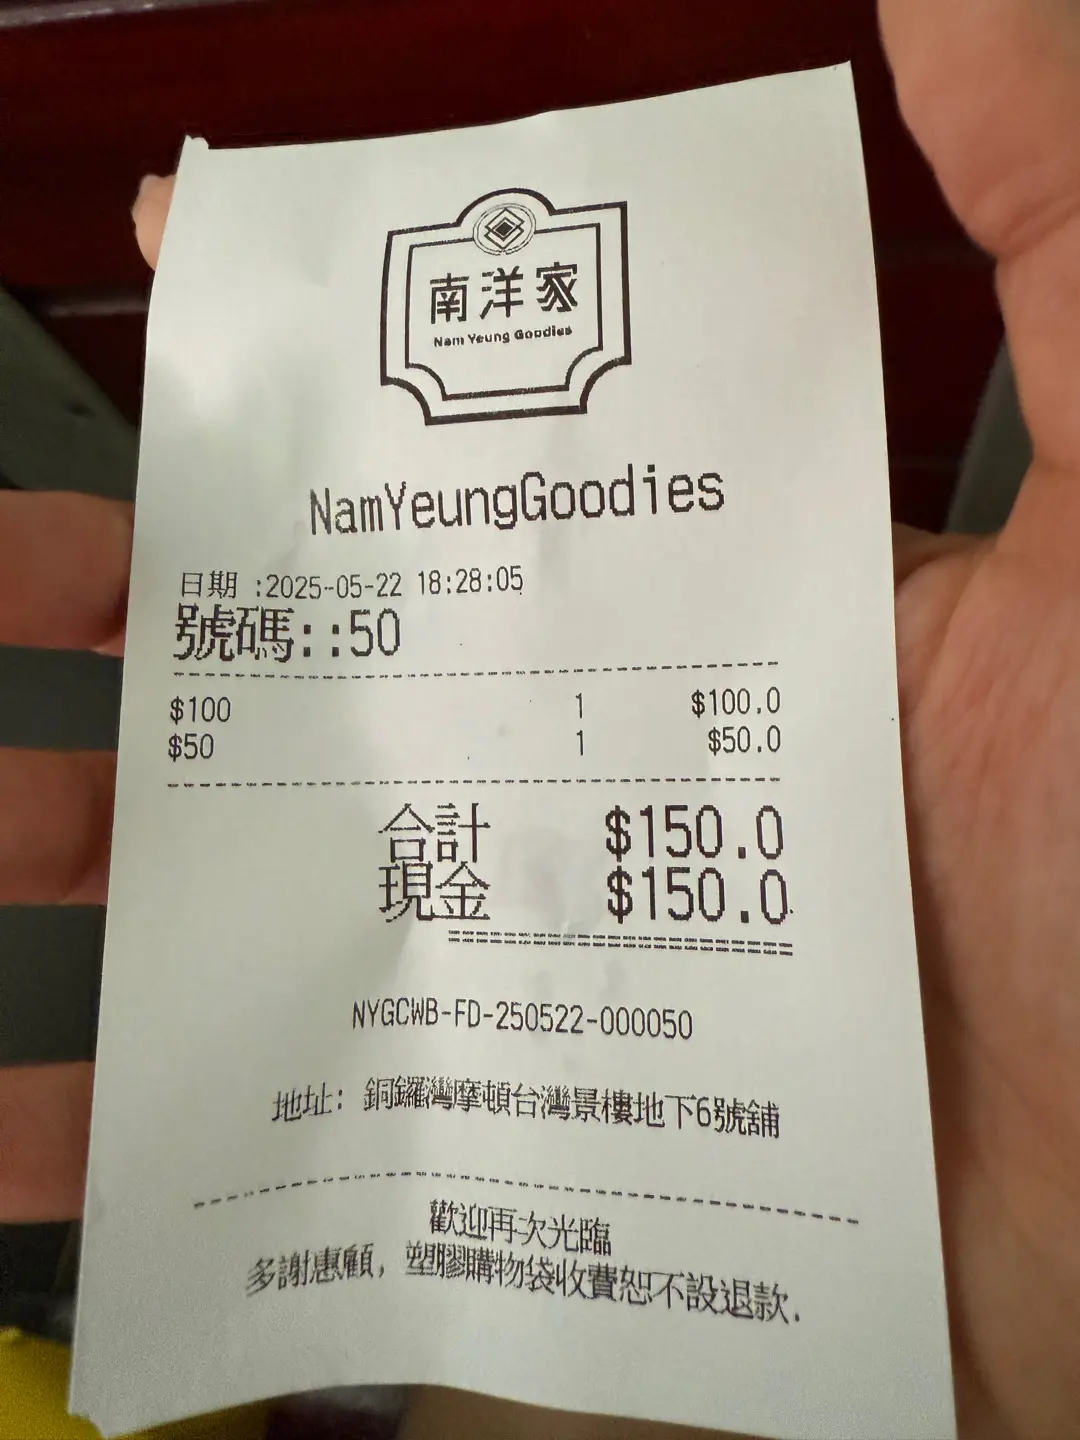 南洋家
Nam Yeung Goodies
NamYeungGoodies
日期 :2025-05-22 18:28:05
號碼::50
$100 1 $100.0
$50 1 $50.0
合計 $150.0
現金 $150.0
NYGCWB-FD-250522-000050
地址: 銅鑼灣摩頓台灣景樓地下6號舖
歡迎再次光臨
多謝惠顧, 塑膠購物袋收費恕不設退款.